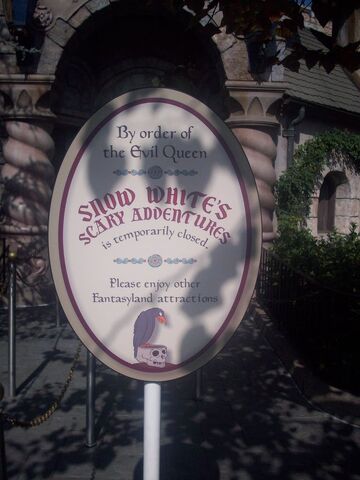 By order of
the Evil Queen
SNOW WHITE'S
SCARY ADVENTURES
is temporarily closed.
Please enjoy other
Fantasyland attractions